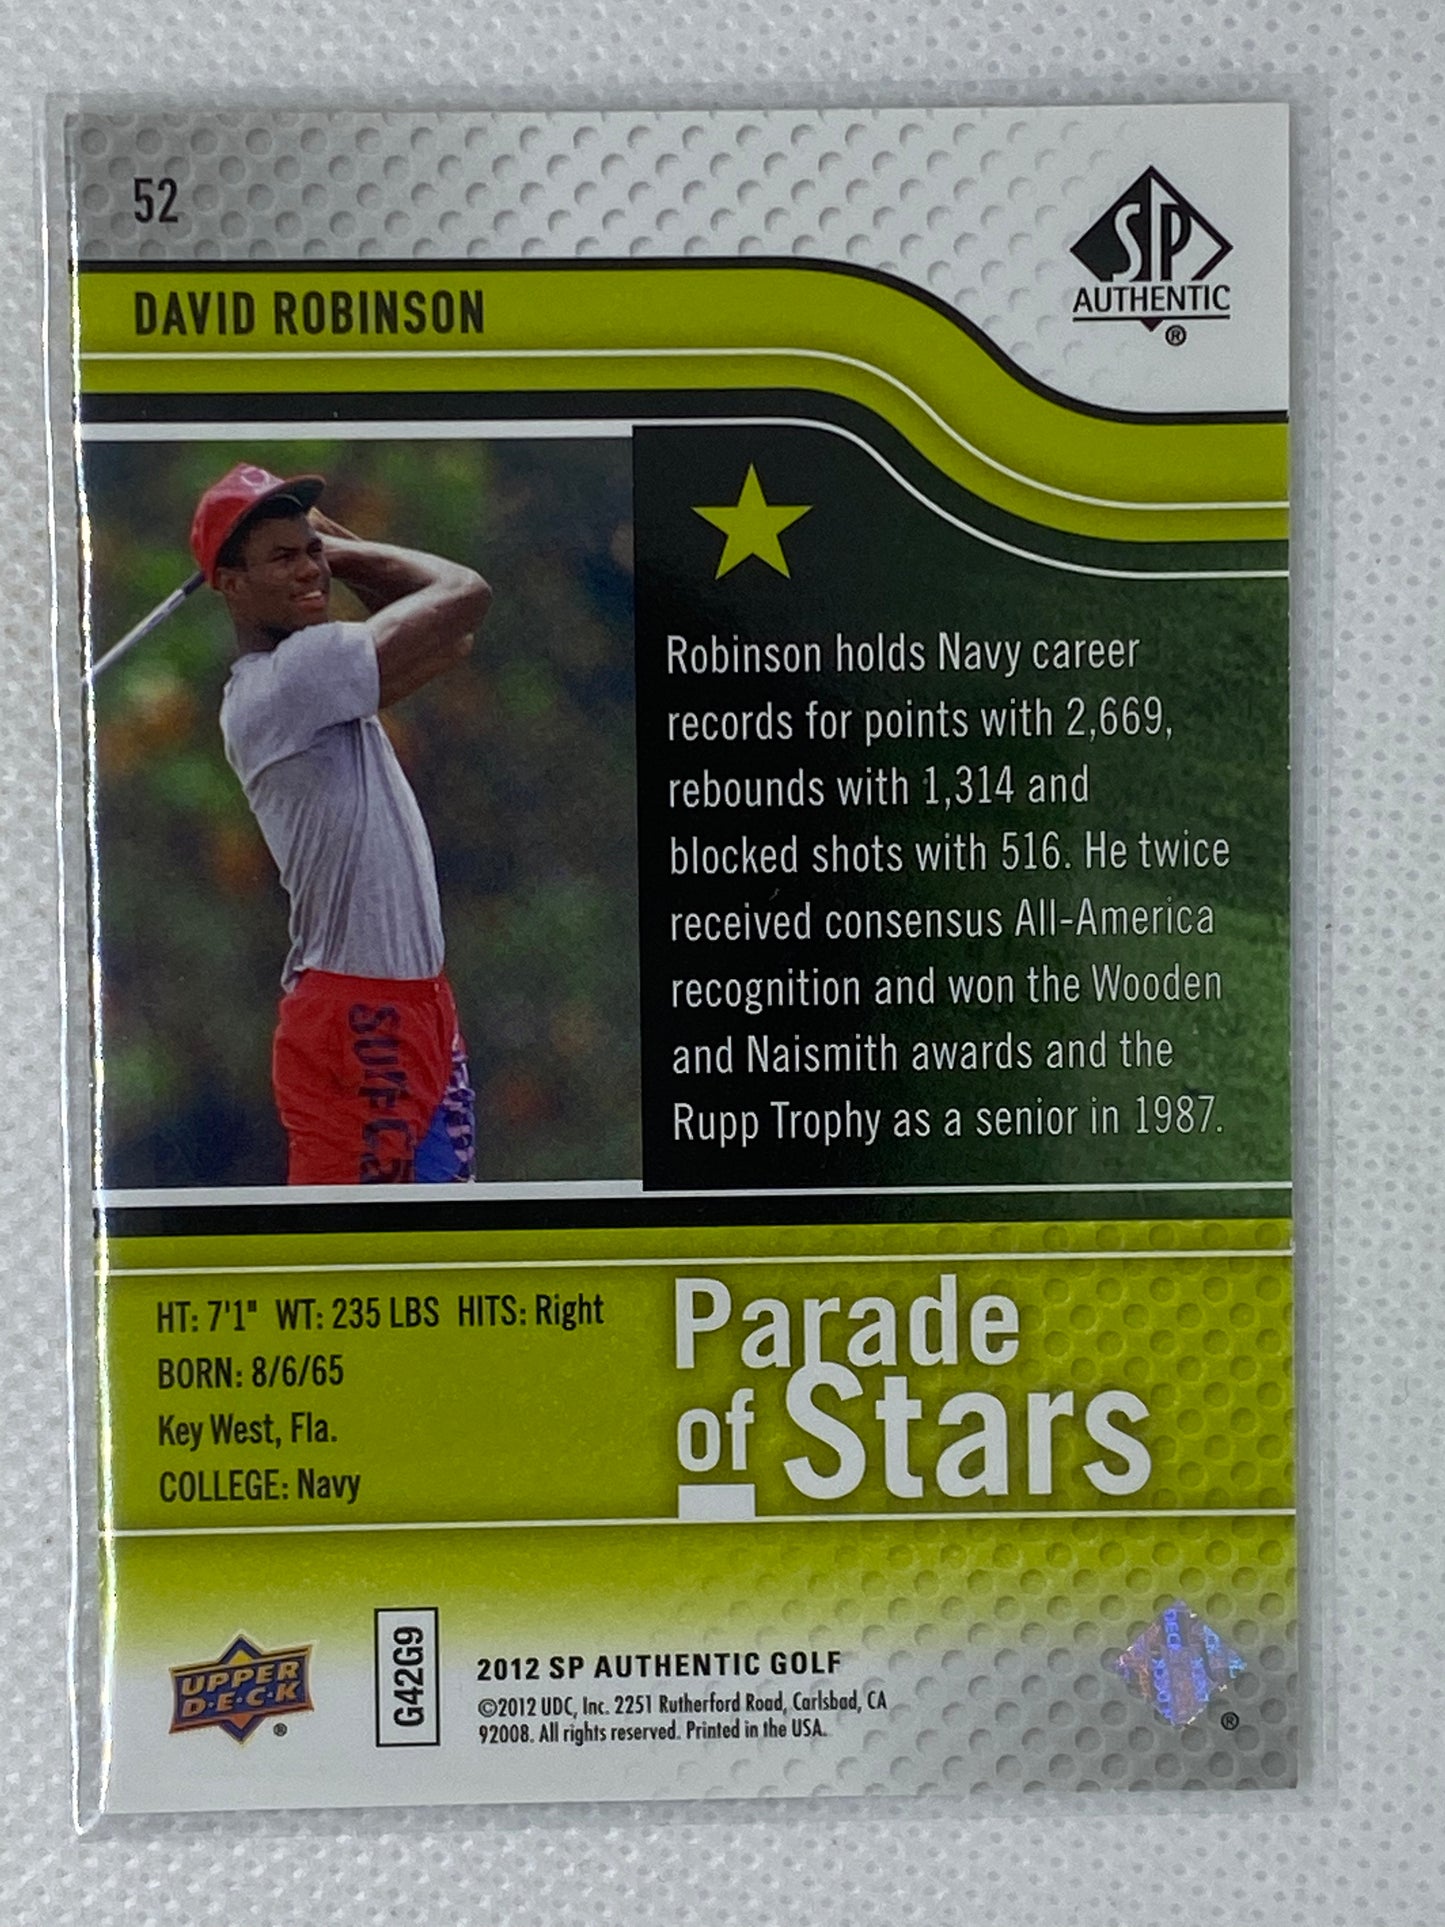 52
SP
AUTHENTIC
®
DAVID ROBINSON
Robinson holds Navy career
records for points with 2,669,
rebounds with 1,314 and
blocked shots with 516. He twice
received consensus All-America
recognition and won the Wooden
and Naismith awards and the
Rupp Trophy as a senior in 1987.
HT: 7'1" WT: 235 LBS HITS: Right
BORN: 8/6/65
Key West, Fla.
COLLEGE: Navy
Parade
of Stars
UPPER
D·E·C·K
®
G42G9
2012 SP AUTHENTIC GOLF
©2012 UDC, Inc. 2251 Rutherford Road, Carlsbad, CA
92008. All rights reserved. Printed in the USA.
®